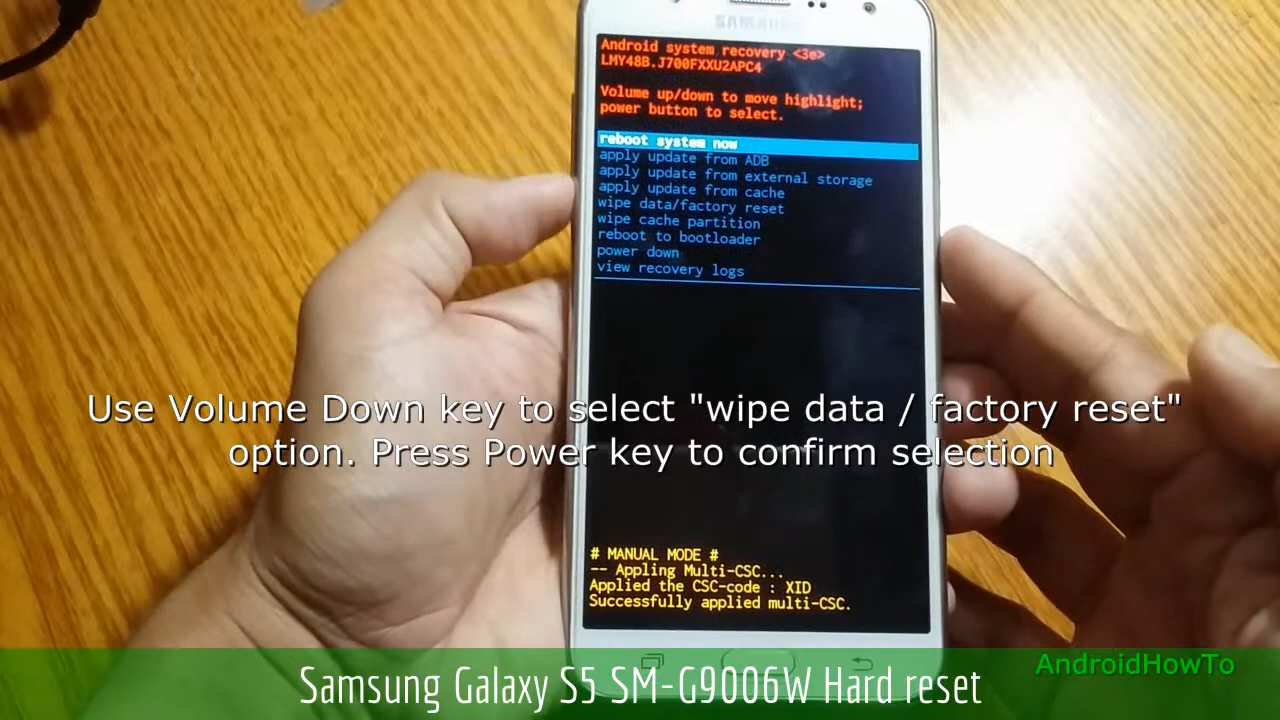 SAMSUNG
Android system recovery <3e>
LMY48B.J700FXXU2APC4
Volume up/down to move highlight;
power button to select.
reboot system now
apply update from ADB
apply update from external storage
apply update from cache
wipe data/factory reset
wipe cache partition
reboot to bootloader
power down
view recovery logs
Use Volume Down key to select "wipe data / factory reset"
option. Press Power key to confirm selection
# MANUAL MODE #
-- Appling Multi-CSC...
Applied the CSC-code : XID
Successfully applied multi-CSC.
AndroidHowTo
Samsung Galaxy S5 SM-G9006W Hard reset